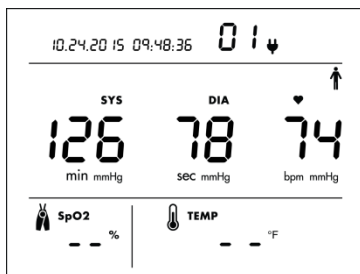 10.24.2015 09:48:36 01
SYS DIA
126 78 74
min mmHg sec mmHg bpm mmHg
SpO2 TEMP
-- % -- °F